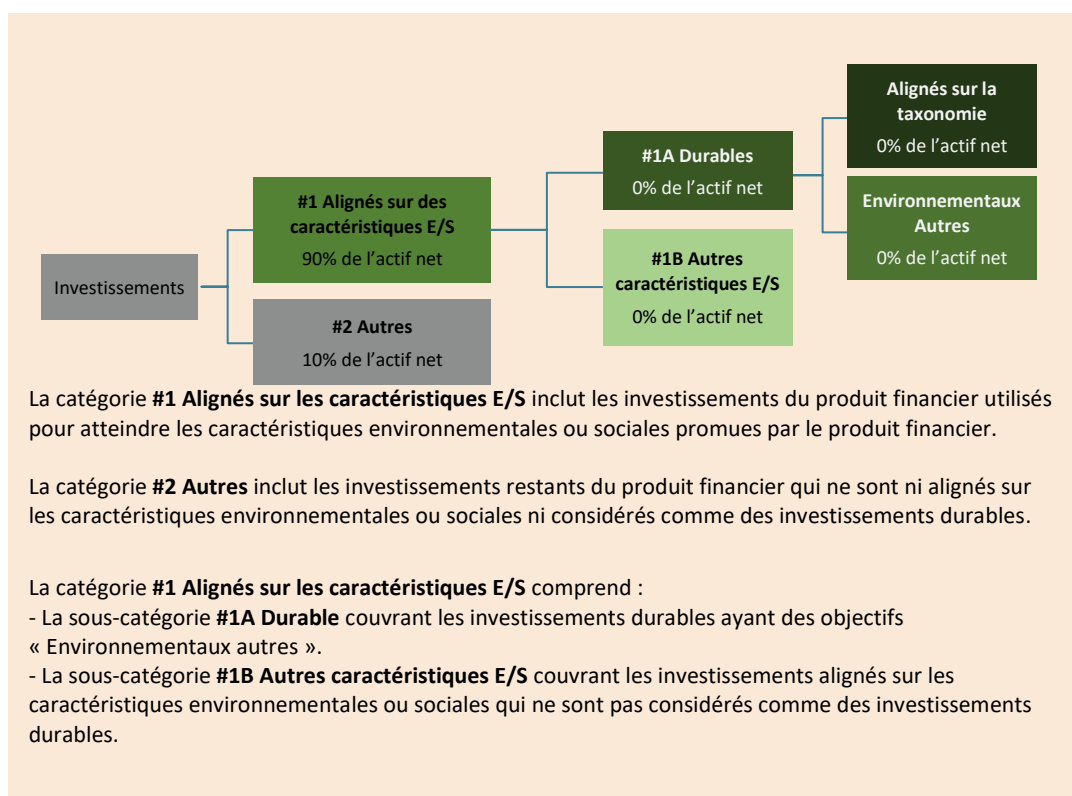 Alignés sur la
taxonomie
0% de l’actif net
#1A Durables
0% de l’actif net
#1 Alignés sur des
caractéristiques E/S
90% de l’actif net
Environnementaux
Autres
0% de l’actif net
#1B Autres
caractéristiques E/S
0% de l’actif net
Investissements
#2 Autres
10% de l’actif net
La catégorie #1 Alignés sur les caractéristiques E/S inclut les investissements du produit financier utilisés
pour atteindre les caractéristiques environnementales ou sociales promues par le produit financier.
La catégorie #2 Autres inclut les investissements restants du produit financier qui ne sont ni alignés sur
les caractéristiques environnementales ou sociales ni considérés comme des investissements durables.
La catégorie #1 Alignés sur les caractéristiques E/S comprend :
- La sous-catégorie #1A Durable couvrant les investissements durables ayant des objectifs
« Environnementaux autres ».
- La sous-catégorie #1B Autres caractéristiques E/S couvrant les investissements alignés sur les
caractéristiques environnementales ou sociales qui ne sont pas considérés comme des investissements
durables.